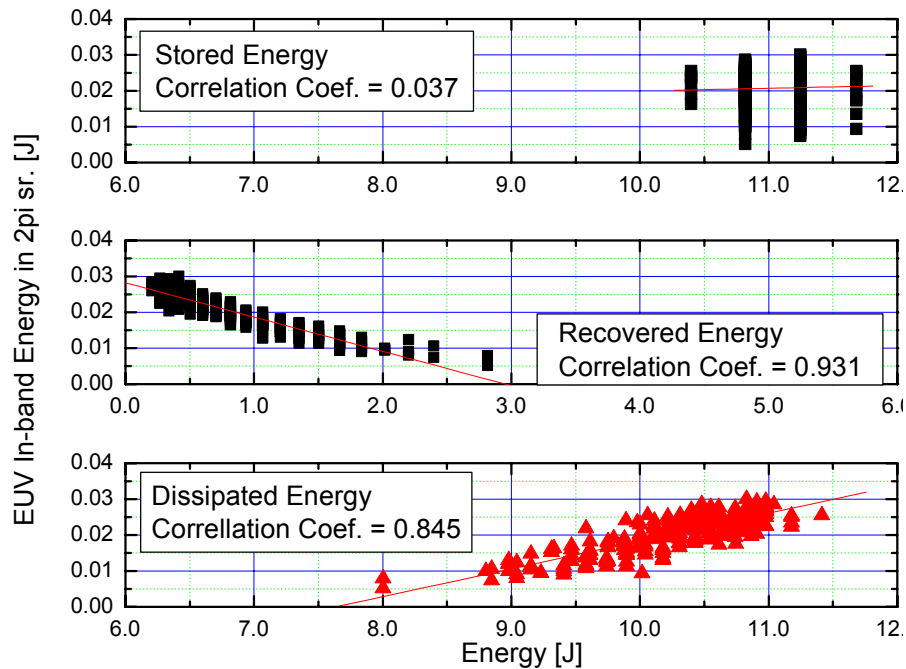 EUV In-band Energy in 2pi sr. [J]
0.04
0.03
0.02
0.01
0.00
Stored Energy
Correlation Coef. = 0.037
6.0 7.0 8.0 9.0 10.0 11.0 12.
0.04
0.03
0.02
0.01
0.00
Recovered Energy
Correlation Coef. = 0.931
0.0 1.0 2.0 3.0 4.0 5.0 6.0
0.04
0.03
0.02
0.01
0.00
Dissipated Energy
Correllation Coef. = 0.845
6.0 7.0 8.0 9.0 10.0 11.0 12.0
Energy [J]